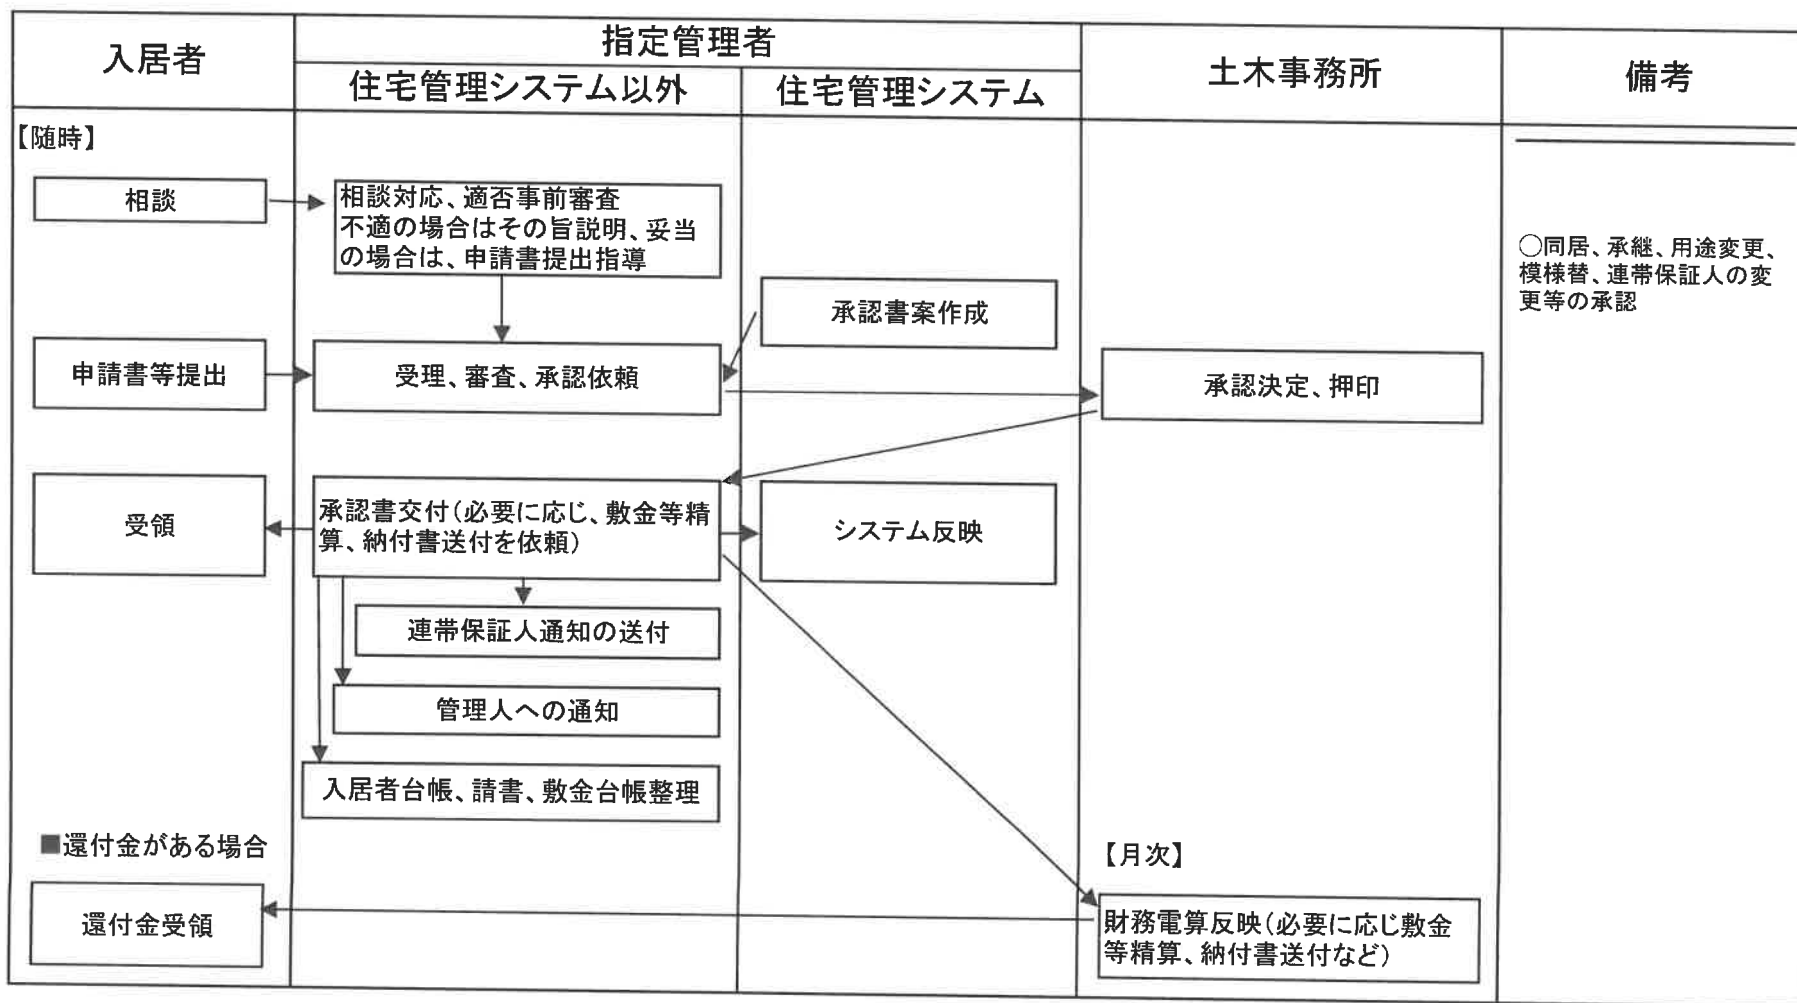 入居者
指定管理者
住宅管理システム以外
住宅管理システム
土木事務所
備考
【随時】
相談
相談対応、適否事前審査
不適の場合はその旨説明、妥当
の場合は、申請書提出指導
○同居、承継、用途変更、
模様替、連帯保証人の変
更等の承認
承認書案作成
申請書等提出
受理、審査、承認依頼
承認決定、押印
受領
承認書交付(必要に応じ、敷金等精
算、納付書送付を依頼)
システム反映
連帯保証人通知の送付
管理人への通知
入居者台帳、請書、敷金台帳整理
■還付金がある場合
【月次】
還付金受領
財務電算反映(必要に応じ敷金
等精算、納付書送付など)